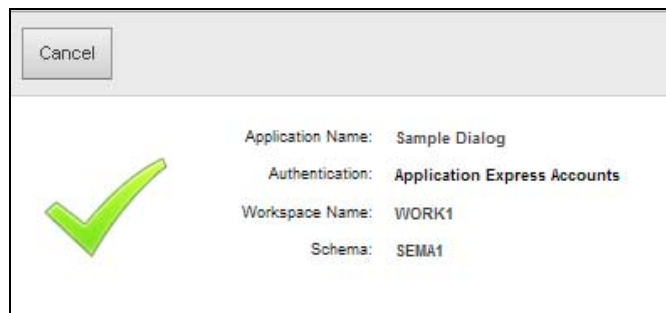 Cancel
Application Name: Sample Dialog
Authentication: Application Express Accounts
Workspace Name: WORK1
Schema: SEMA1